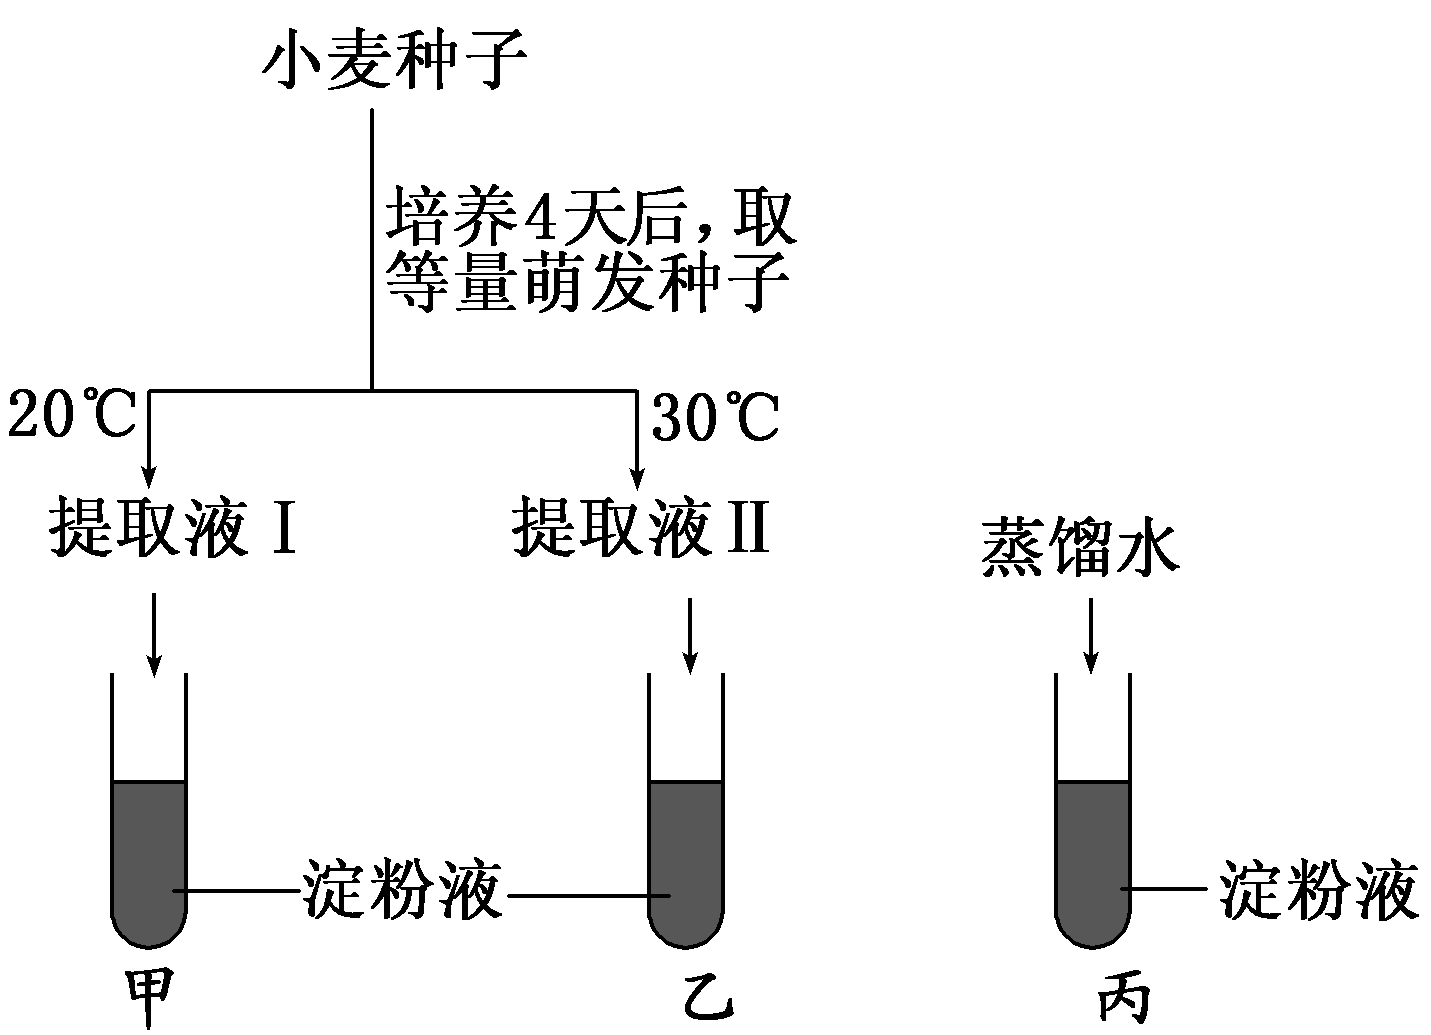 小麦种子
培养4天后，取
等量萌发种子
20℃
30℃
提取液Ⅰ
提取液Ⅱ
蒸馏水
淀粉液
淀粉液
甲
乙
丙